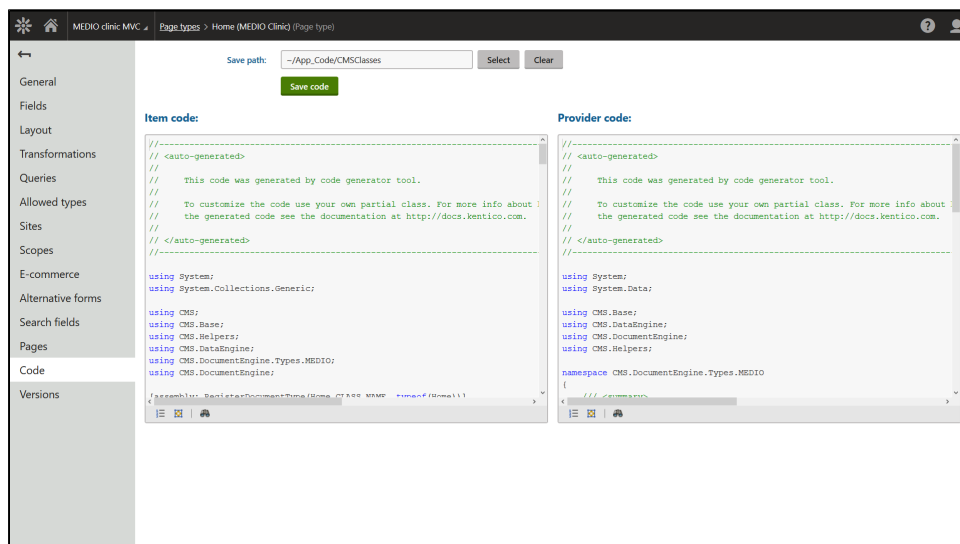 MEDIO clinic MVC Page types > Home (MEDIO Clinic) (Page type)
General
Fields
Layout
Transformations
Queries
Allowed types
Sites
Scopes
E-commerce
Alternative forms
Search fields
Pages
Code
Versions
Save path: ~/App_Code/CMSClasses Select Clear
Save code
Item code:
//--------------------------------------------------------------------------------
// <auto-generated>
//
//     This code was generated by code generator tool.
//
//     To customize the code use your own partial class. For more info about
//     the generated code see the documentation at http://docs.kentico.com.
//
// </auto-generated>
//--------------------------------------------------------------------------------
using System;
using System.Collections.Generic;
using CMS;
using CMS.Base;
using CMS.Helpers;
using CMS.DataEngine;
using CMS.DocumentEngine.Types.MEDIO;
using CMS.DocumentEngine;
[assembly: RegisterDocumentType(Home.CLASS_NAME, typeof(Home))]
Provider code:
//--------------------------------------------------------------------------------
// <auto-generated>
//
//     This code was generated by code generator tool.
//
//     To customize the code use your own partial class. For more info about
//     the generated code see the documentation at http://docs.kentico.com.
//
// </auto-generated>
//--------------------------------------------------------------------------------
using System;
using System.Data;
using CMS.Base;
using CMS.DataEngine;
using CMS.DocumentEngine;
using CMS.Helpers;
namespace CMS.DocumentEngine.Types.MEDIO
{
/// <summary>